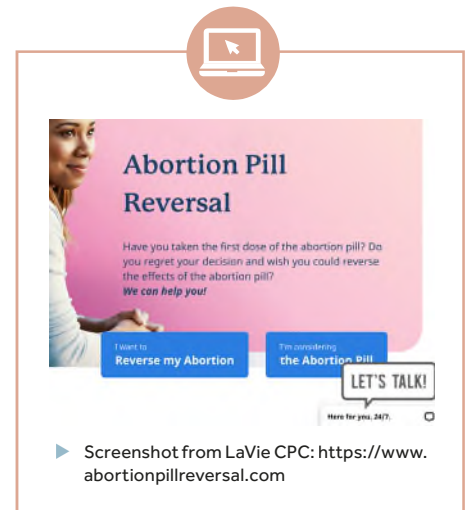 Abortion Pill
Reversal
Have you taken the first dose of the abortion pill? Do
you regret your decision and wish you could reverse
the effects of the abortion pill?
We can help you!
I want to
Reverse my Abortion
I'm considering
the Abortion Pill
LET'S TALK!
Here for you, 24/7.
Screenshot from LaVie CPC: https://www.
abortionpillreversal.com